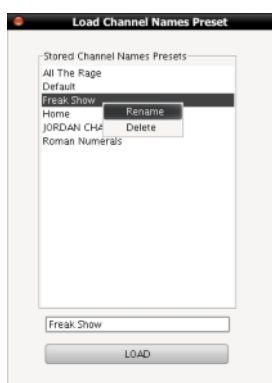 Load Channel Names Preset
Stored Channel Names Presets
All The Rage
Default
Freak Show
Home
Rename
JORDAN CHA
Delete
Roman Numerals
Freak Show
LOAD